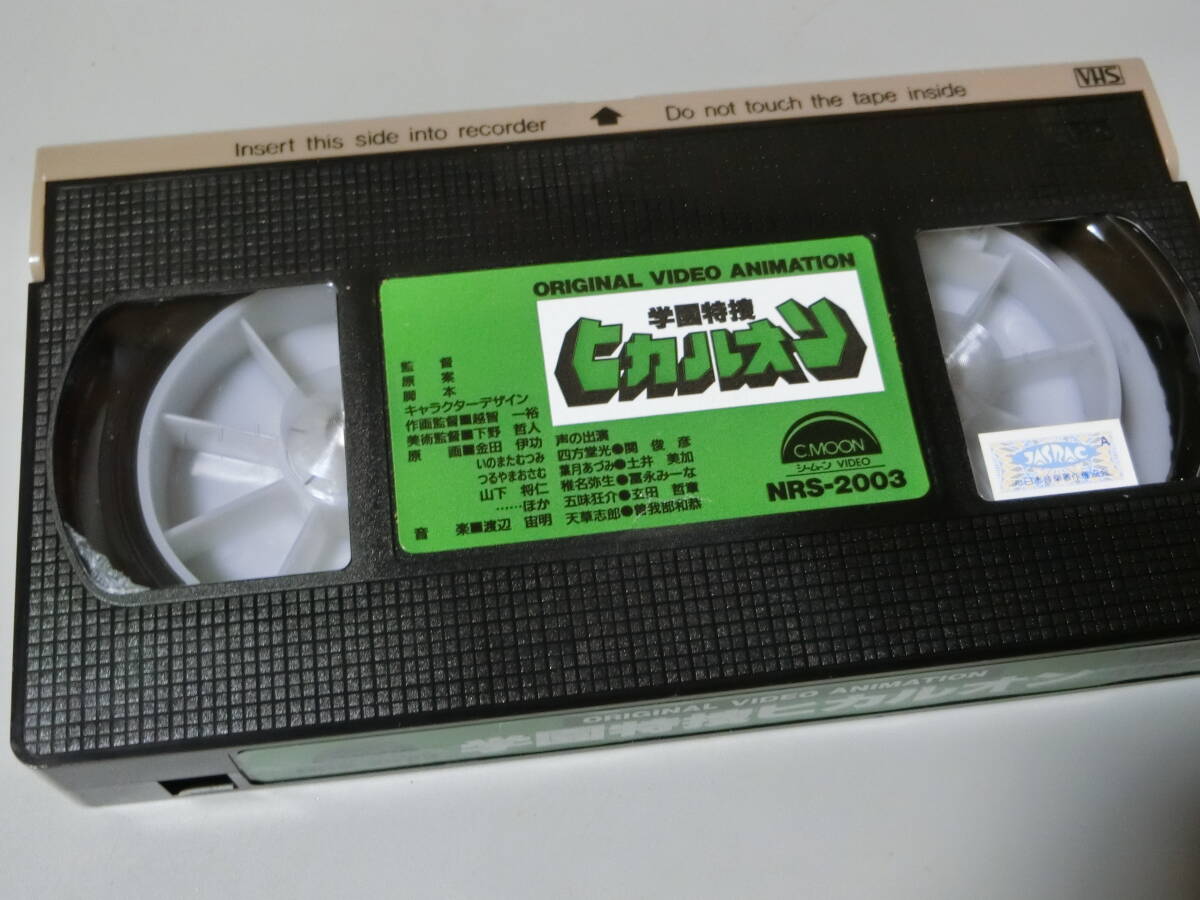 Insert this side into recorder
Do not touch the tape inside
VHS
ORIGINAL VIDEO ANIMATION
学園特捜
ヒカルオン
監 督
原 案
脚 本
キャラクターデザイン
作画監督■越智 一裕
美術監督■下野 哲人
原 画■金田 伊功
いのまたむつみ
つるやまおさむ
山下 将仁
……ほか
音 楽■渡辺 宙明
声の出演
四方堂光●関 俊彦
葉月あづみ●土井 美加
稚名弥生●富永みーな
五味狂介●玄田 哲章
天草志郎●曽我部和恭
C.MOON
シームーン VIDEO
NRS-2003
JASRAC
A
ORIGINAL VIDEO ANIMATION
学園特捜ヒカルオン